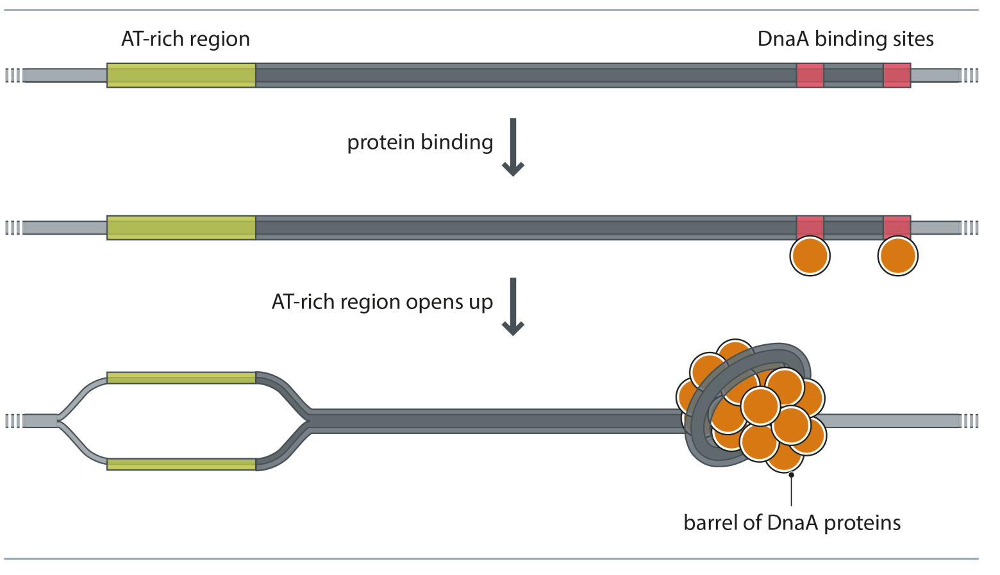 AT-rich region
DnaA binding sites
protein binding
AT-rich region opens up
barrel of DnaA proteins